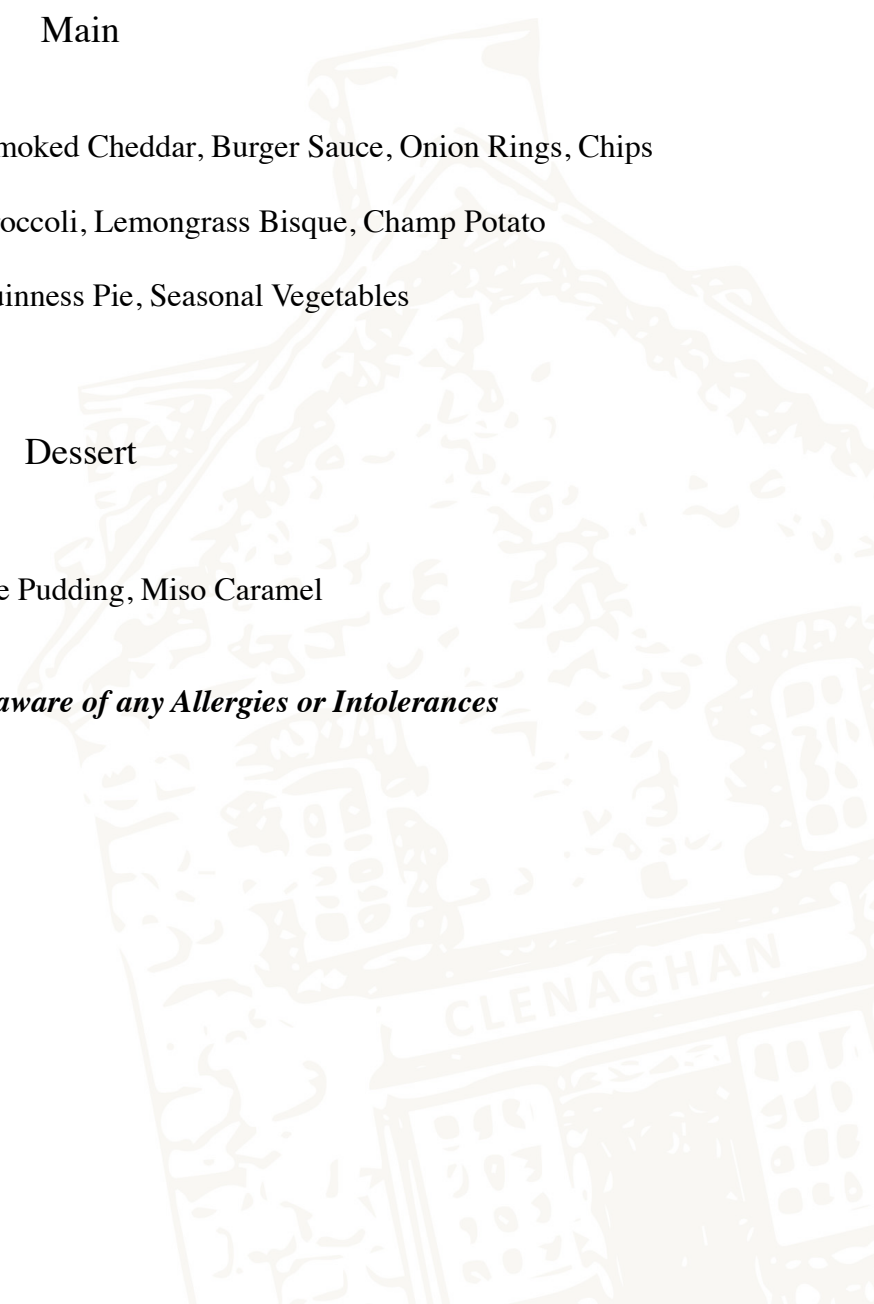 Main
moked Cheddar, Burger Sauce, Onion Rings, Chips
occoli, Lemongrass Bisque, Champ Potato
uinness Pie, Seasonal Vegetables
Dessert
e Pudding, Miso Caramel
aware of any Allergies or Intolerances
CLENAGHAN